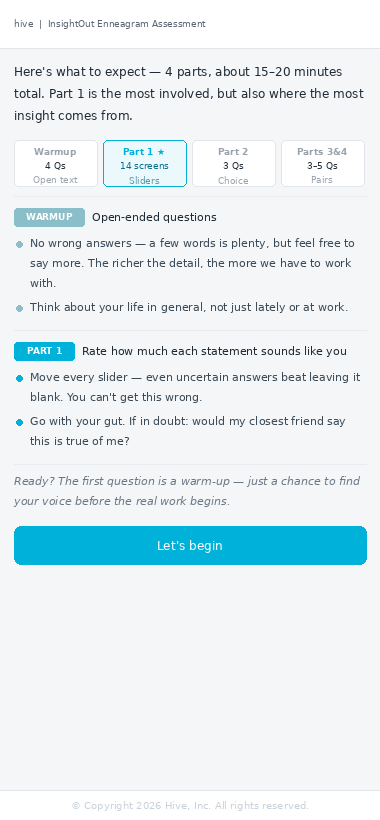 hive | InsightOut Enneagram Assessment
Here's what to expect — 4 parts, about 15–20 minutes
total. Part 1 is the most involved, but also where the most
insight comes from.
Warmup
4 Qs
Open text
Part 1 ★
14 screens
Sliders
Part 2
3 Qs
Choice
Parts 3&4
3–5 Qs
Pairs
WARMUP Open-ended questions
No wrong answers — a few words is plenty, but feel free to
say more. The richer the detail, the more we have to work
with.
Think about your life in general, not just lately or at work.
PART 1 Rate how much each statement sounds like you
Move every slider — even uncertain answers beat leaving it
blank. You can't get this wrong.
Go with your gut. If in doubt: would my closest friend say
this is true of me?
Ready? The first question is a warm-up — just a chance to find
your voice before the real work begins.
Let's begin
© Copyright 2026 Hive, Inc. All rights reserved.